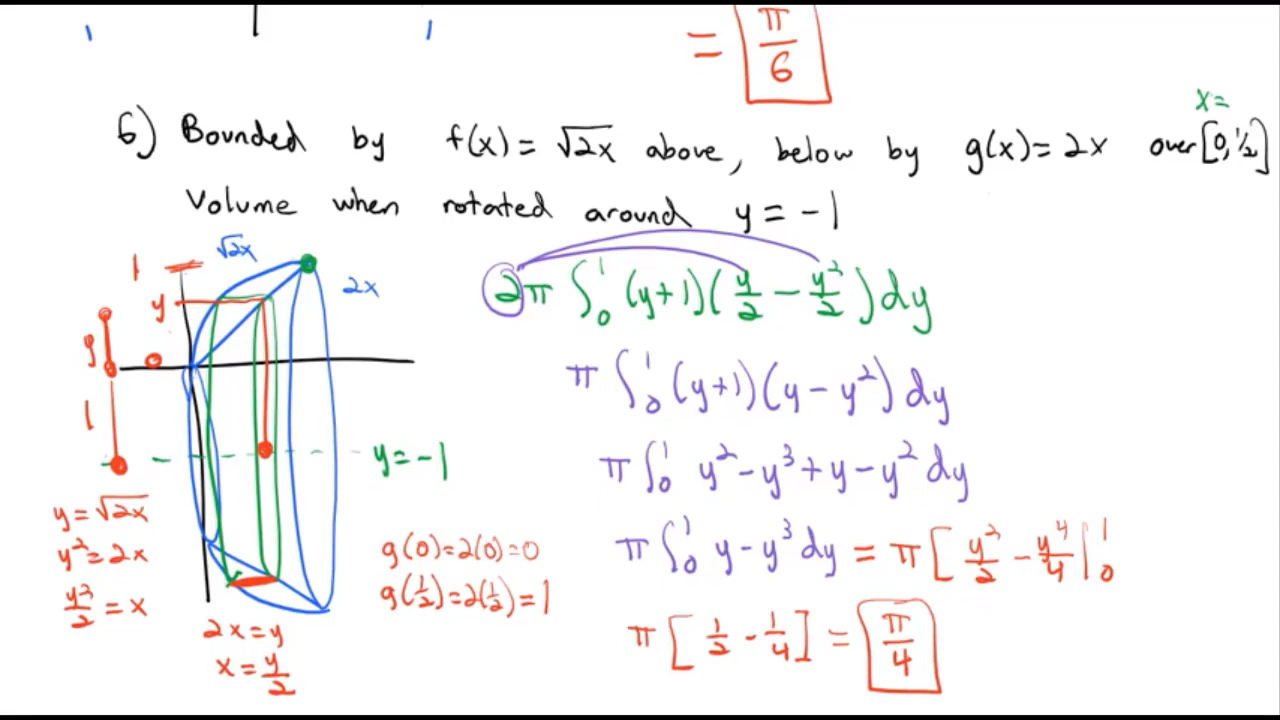 = π/6
6) Bounded by f(x) = √2x above, below by g(x) = 2x over [0, 1/2]
x=
Volume when rotated around y = -1
√2x
2x
1
y
y
0
1
y = -1
y = √2x
y² = 2x
y²/2 = x
2x = y
x = y/2
g(0) = 2(0) = 0
g(1/2) = 2(1/2) = 1
2π ∫₀¹ (y+1)(y/2 - y²/2) dy
π ∫₀¹ (y+1)(y - y²) dy
π ∫₀¹ y² - y³ + y - y² dy
π ∫₀¹ y - y³ dy = π [ y²/2 - y⁴/4 |₀¹
π [ 1/2 - 1/4 ] = π/4